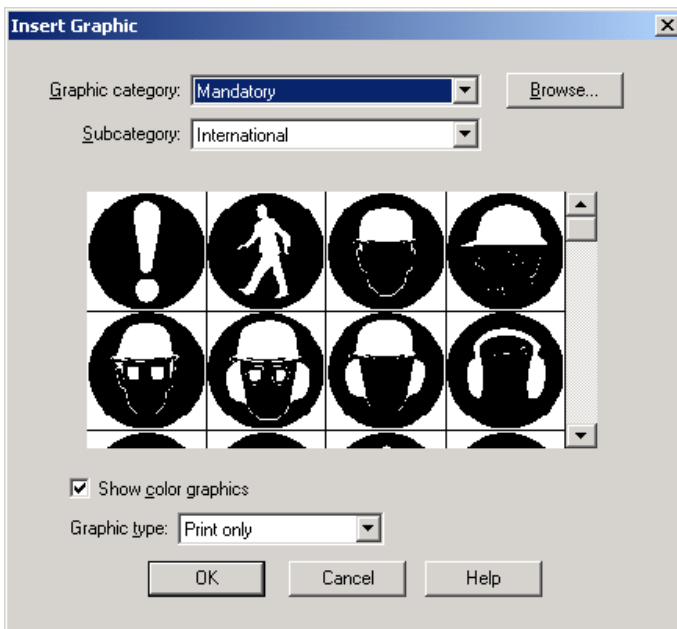 Insert Graphic
Graphic category: Mandatory Browse...
Subcategory: International
Show color graphics
Graphic type: Print only
OK Cancel Help